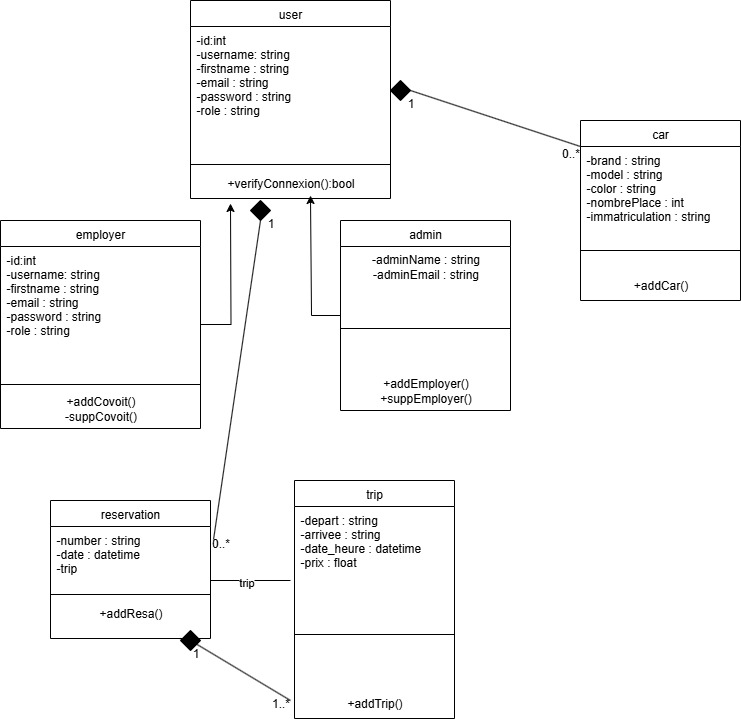 user
-id:int
-username: string
-firstname : string
-email : string
-password : string
-role : string
+verifyConnexion():bool
1
0..*
car
-brand : string
-model : string
-color : string
-nombrePlace : int
-immatriculation : string
+addCar()
1
employer
-id:int
-username: string
-firstname : string
-email : string
-password : string
-role : string
+addCovoit()
-suppCovoit()
admin
-adminName : string
-adminEmail : string
+addEmployer()
+suppEmployer()
reservation
-number : string
-date : datetime
-trip
+addResa()
0..*
trip
1
1..*
trip
-depart : string
-arrivee : string
-date_heure : datetime
-prix : float
+addTrip()